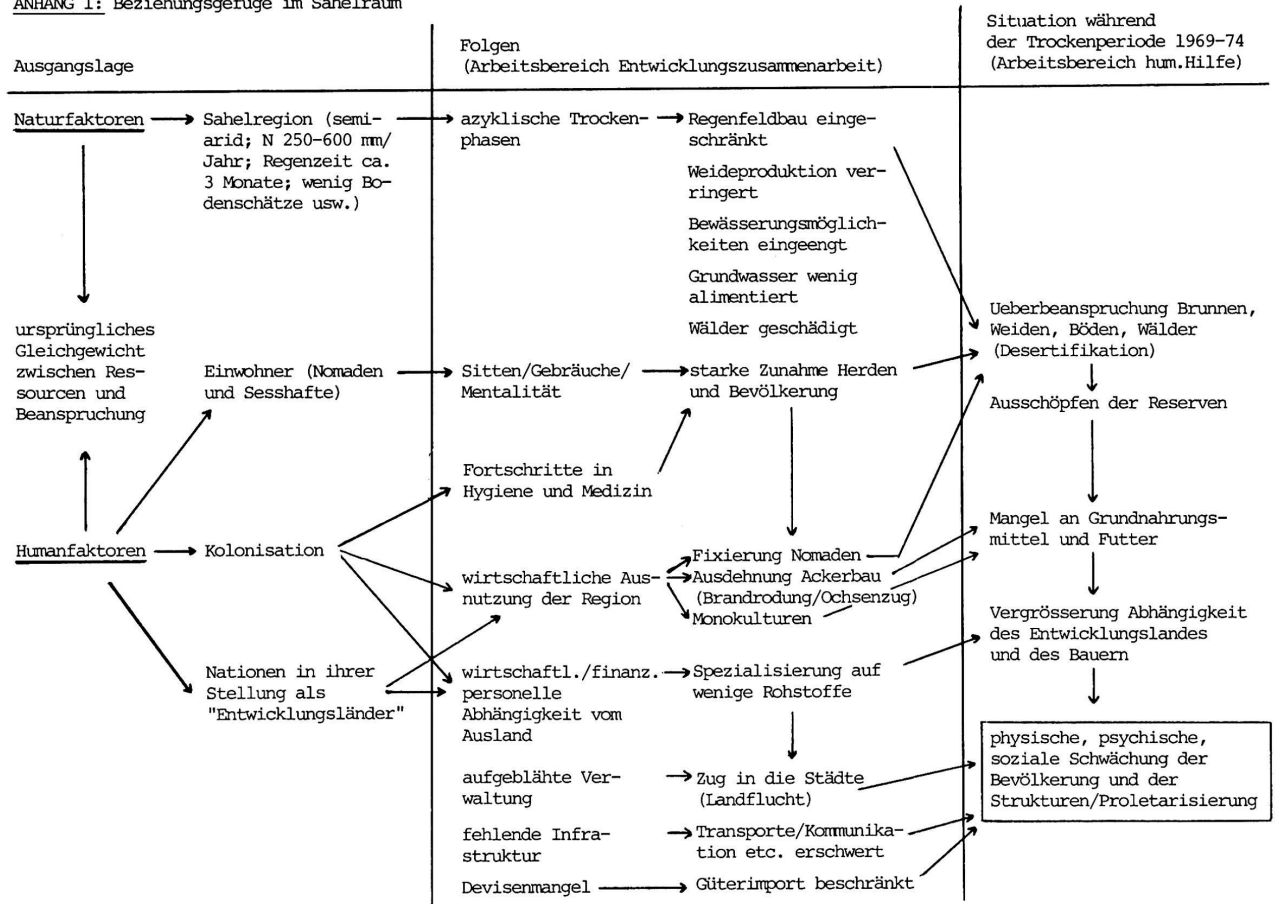 ANHANG 1: Beziehungsgefüge im Sahelraum
Ausgangslage
Folgen
(Arbeitsbereich Entwicklungszusammenarbeit)
Situation während
der Trockenperiode 1969-74
(Arbeitsbereich hum.Hilfe)
Naturfaktoren
Sahelregion (semi-
arid; N 250-600 mm/
Jahr; Regenzeit ca.
3 Monate; wenig Bo-
denschätze usw.)
azyklische Trocken-
phasen
Regenfeldbau einge-
schränkt
Weideproduktion ver-
ringert
Bewässerungsmöglich-
keiten eingeengt
Grundwasser wenig
alimentiert
Wälder geschädigt
ursprüngliches
Gleichgewicht
zwischen Res-
sourcen und
Beanspruchung
Einwohner (Nomaden
und Sesshafte)
Sitten/Gebräuche/
Mentalität
starke Zunahme Herden
und Bevölkerung
Fortschritte in
Hygiene und Medizin
Humanfaktoren
Kolonisation
wirtschaftliche Aus-
nutzung der Region
Fixierung Nomaden
Ausdehnung Ackerbau
(Brandrodung/Ochsenzug)
Monokulturen
Nationen in ihrer
Stellung als
"Entwicklungsländer"
wirtschaftl./finanz.
personelle
Abhängigkeit vom
Ausland
Spezialisierung auf
wenige Rohstoffe
aufgeblähte Ver-
waltung
Zug in die Städte
(Landflucht)
fehlende Infra-
struktur
Transporte/Kommunika-
tion etc. erschwert
Devisenmangel
Güterimport beschränkt
Ueberbeanspruchung Brunnen,
Weiden, Böden, Wälder
(Desertifikation)
Ausschöpfen der Reserven
Mangel an Grundnahrungs-
mittel und Futter
Vergrösserung Abhängigkeit
des Entwicklungslandes
und des Bauern
physische, psychische,
soziale Schwächung der
Bevölkerung und der
Strukturen/Proletarisierung